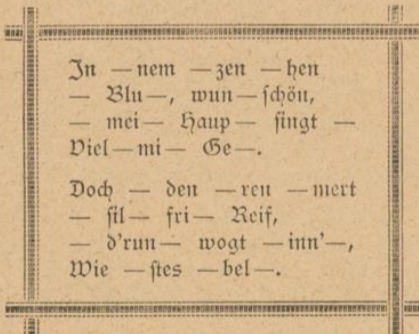 In — nem — zen — hen
— Blu—, wun — schön,
— mei — Haup — singt —
Viel — mi — Ge —.
Doch — den — ren — mert
— sil — fri — Reif,
— d'run — wogt — inn'—,
Wie — stes — bel —.